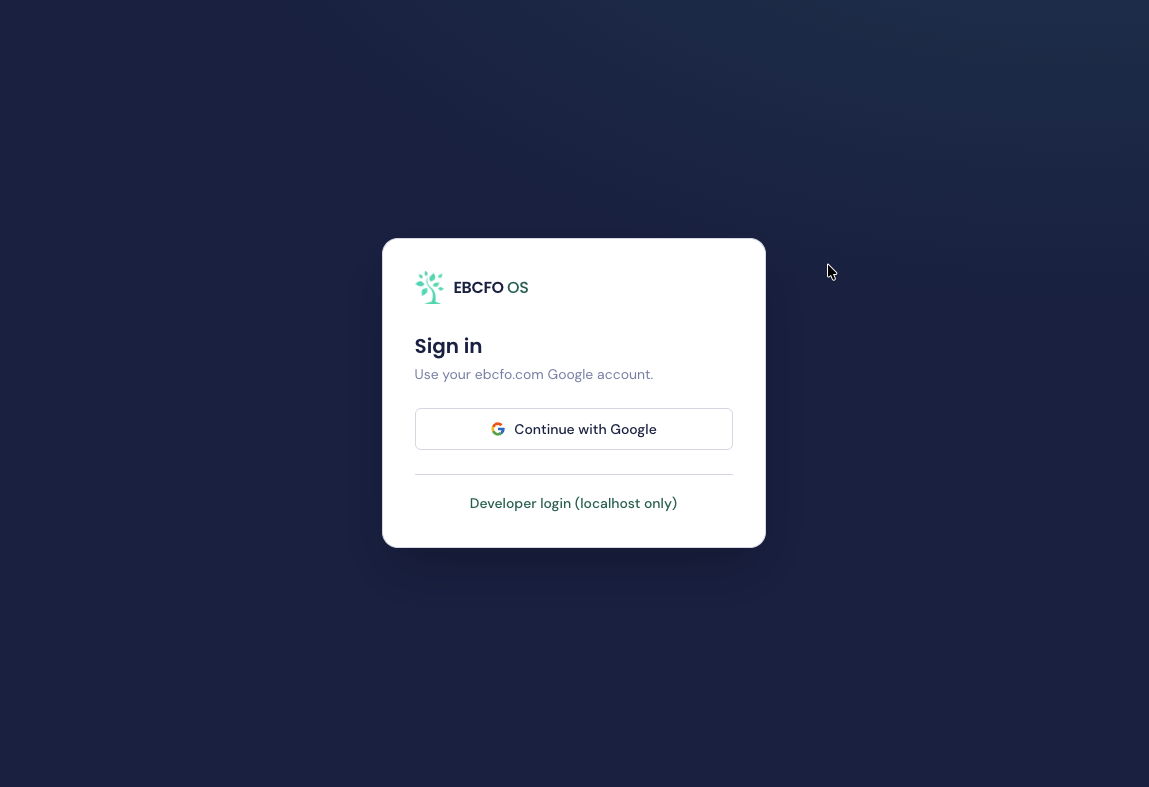 EBCFO OS
Sign in
Use your ebcfo.com Google account.
Continue with Google
Developer login (localhost only)